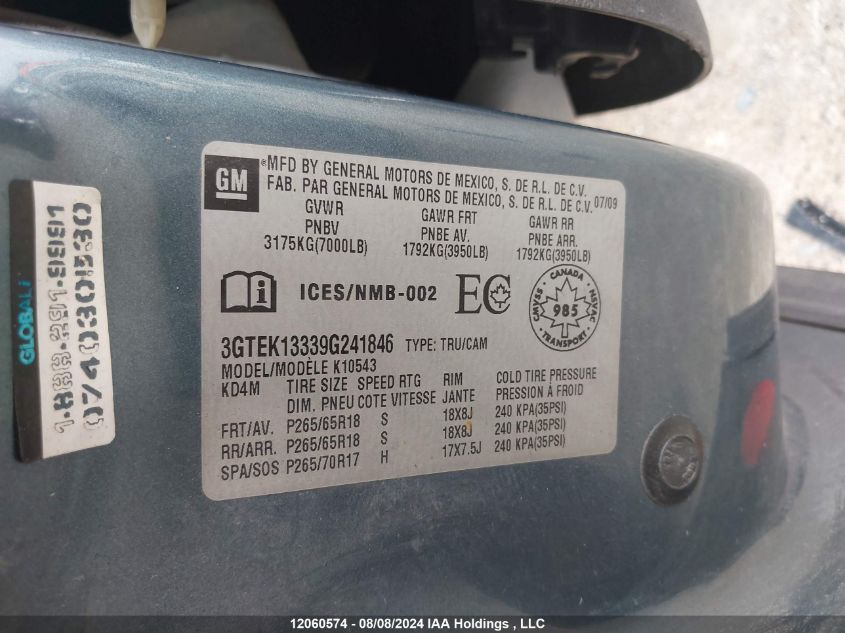 GM
*MFD BY GENERAL MOTORS DE MEXICO, S. DE R.L. DE C.V.
FAB. PAR GENERAL MOTORS DE MEXICO, S. DE R.L. DE C.V. 07/09
GVWR GAWR FRT GAWR RR
PNBV PNBE AV. PNBE ARR.
3175KG(7000LB) 1792KG(3950LB) 1792KG(3950LB)
i ICES/NMB-002 EC
CANADA
CMVSS 985 NSVAC
TRANSPORT
3GTEK13339G241846 TYPE: TRU/CAM
MODEL/MODÈLE K10543
KD4M TIRE SIZE SPEED RTG RIM COLD TIRE PRESSURE
DIM. PNEU COTE VITESSE JANTE PRESSION À FROID
FRT/AV. P265/65R18 S 18X8J 240 KPA(35PSI)
RR/ARR. P265/65R18 S 18X8J 240 KPA(35PSI)
SPA/SOS P265/70R17 H 17X7.5J 240 KPA(35PSI)
GLOBALI
12060574 - 08/08/2024 IAA Holdings , LLC